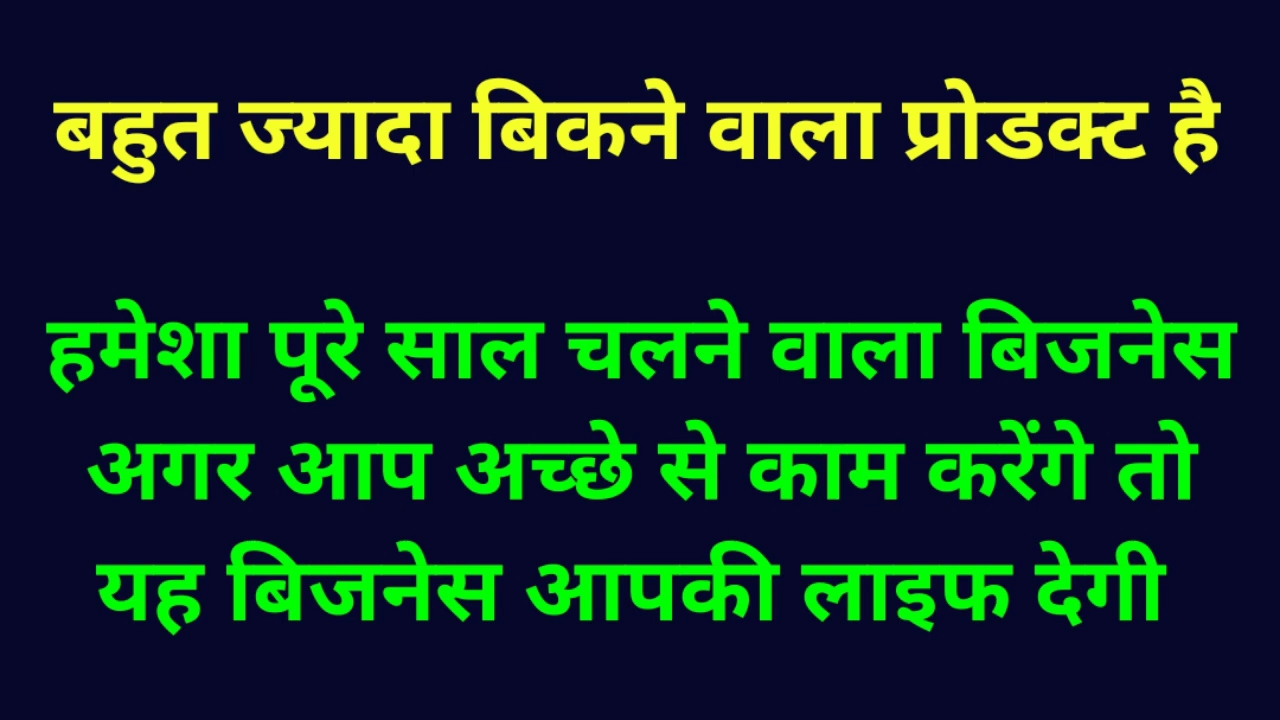 बहुत ज्यादा बिकने वाला प्रोडक्ट है
हमेशा पूरे साल चलने वाला बिजनेस
अगर आप अच्छे से काम करेंगे तो
यह बिजनेस आपकी लाइफ देगी